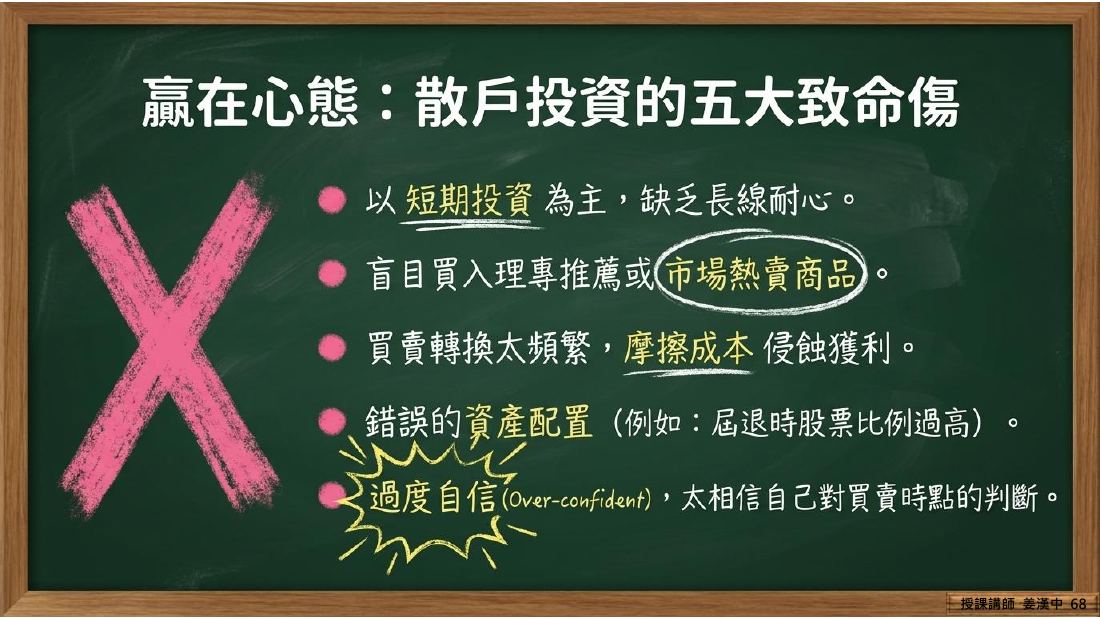 贏在心態：散戶投資的五大致命傷
以 短期投資 為主，缺乏長線耐心。
盲目買入理專推薦或市場熱賣商品。
買賣轉換太頻繁，摩擦成本 侵蝕獲利。
錯誤的資產配置（例如：屆退時股票比例過高）。
過度自信(Over-confident)，太相信自己對買賣時點的判斷。
授課講師 姜漢中 68